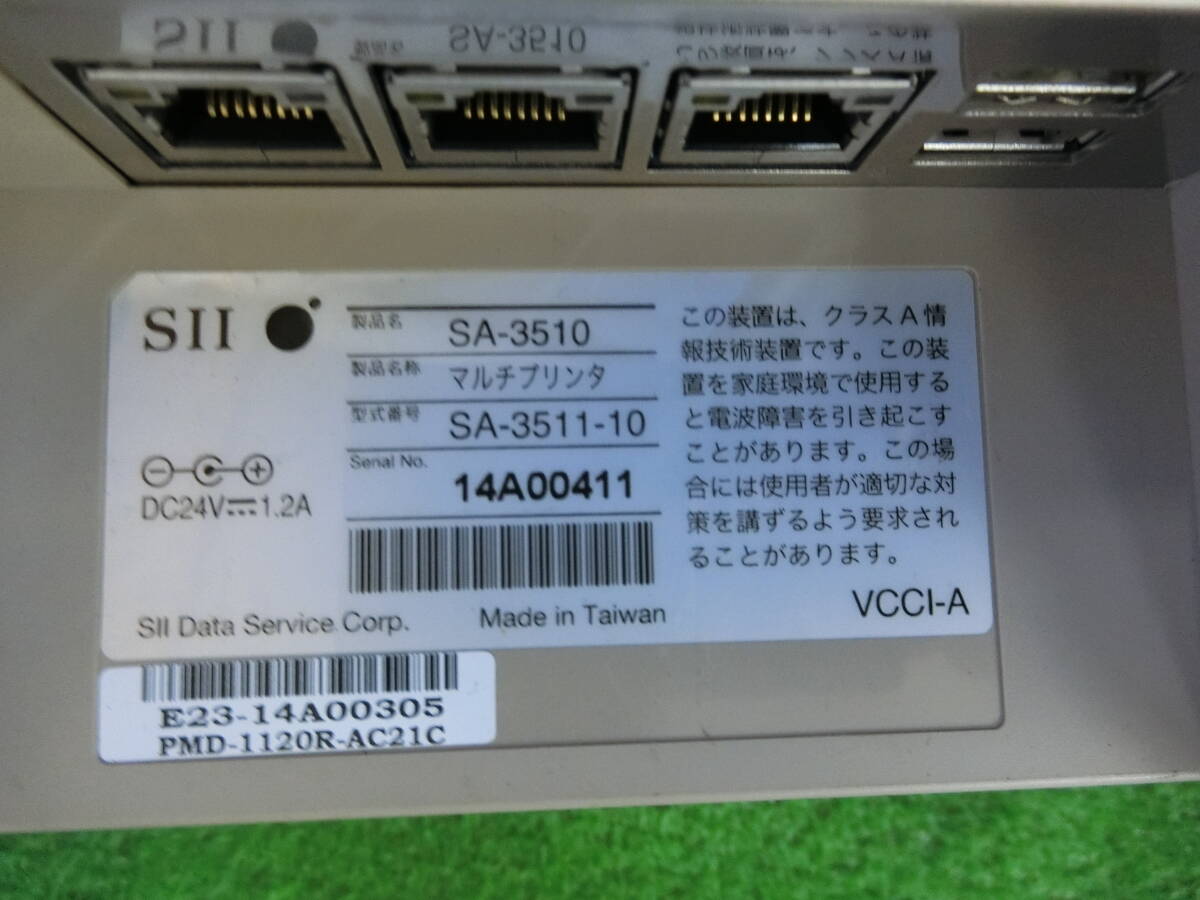 SII
製品名
SA-3510
製品名称
マルチプリンタ
型式番号
SA-3511-10
Serial No.
14A00411
DC24V⎓1.2A
この装置は、クラスA情
報技術装置です。この装
置を家庭環境で使用する
と電波障害を引き起こす
ことがあります。この場
合には使用者が適切な対
策を講ずるよう要求され
ることがあります。
VCCI-A
SII Data Service Corp.
Made in Taiwan
E23-14A00305
PMD-1120R-AC21C